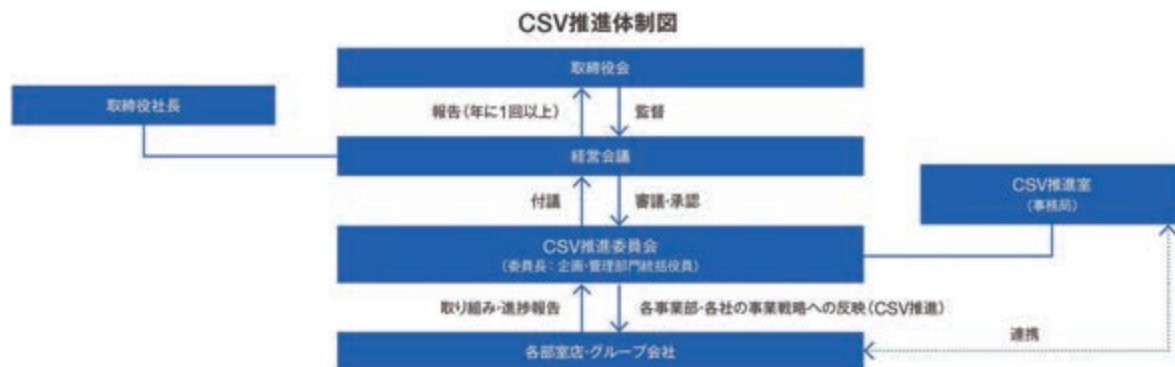 CSV推進体制図
取締役会
取締役社長
報告(年に1回以上)
監督
経営会議
付議
審議・承認
CSV推進室
(事務局)
CSV推進委員会
(委員長:企画・管理部門統括役員)
取り組み・進捗報告
各事業部・各社の事業戦略への反映(CSV推進)
連携
各部室店・グループ会社